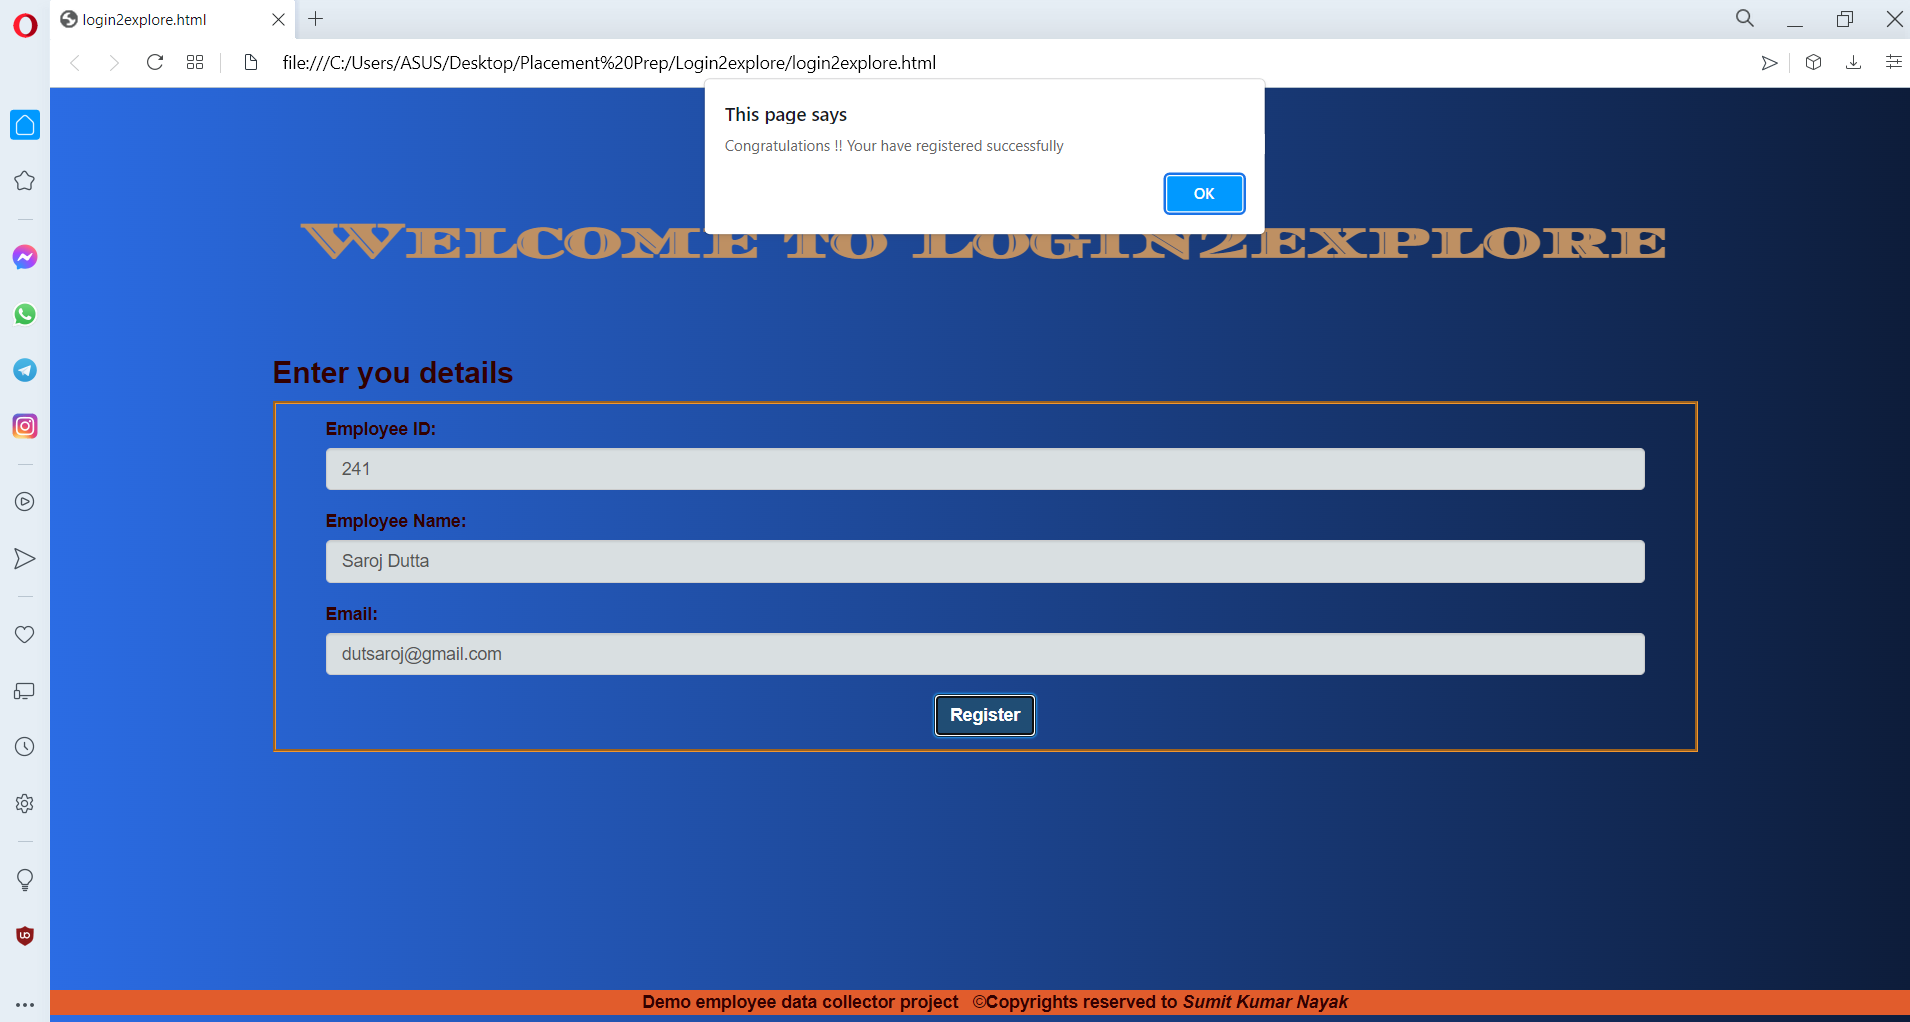 login2explore.html
file:///C:/Users/ASUS/Desktop/Placement%20Prep/Login2explore/login2explore.html
This page says
Congratulations !! Your have registered successfully
OK
Welcome to Login2Explore
Enter you details
Employee ID:
241
Employee Name:
Saroj Dutta
Email:
dutsaroj@gmail.com
Register
Demo employee data collector project ©Copyrights reserved to Sumit Kumar Nayak